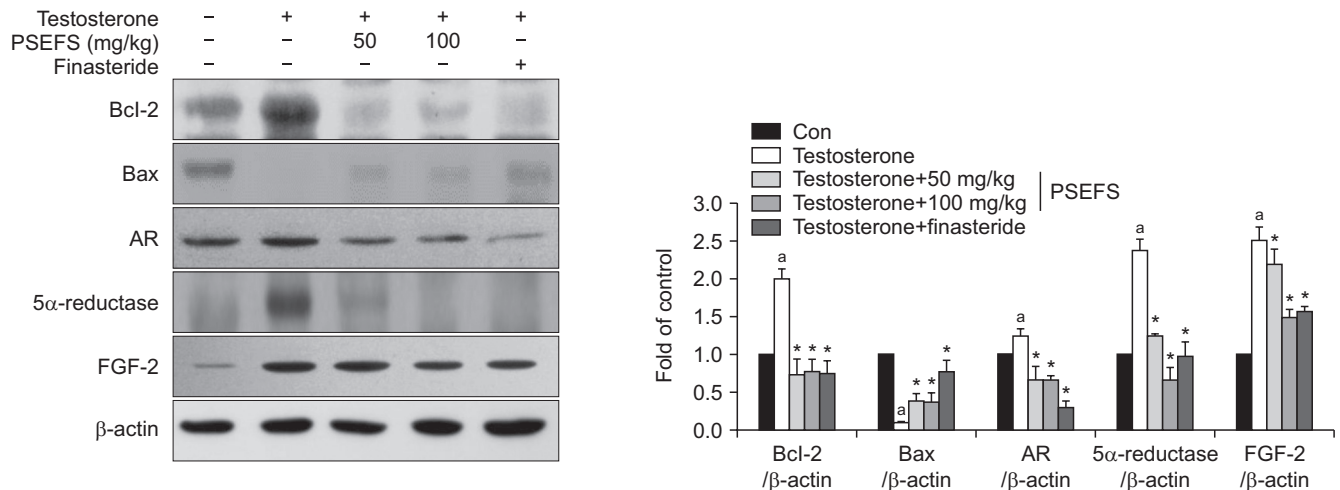 Testosterone – + + + +
PSEFS (mg/kg) – – 50 100 –
Finasteride – – – – +
Bcl-2
Bax
AR
5α-reductase
FGF-2
β-actin
Con
Testosterone
Testosterone+50 mg/kg
Testosterone+100 mg/kg
PSEFS
Testosterone+finasteride
Fold of control
3.0
2.5
2.0
1.5
1.0
0.5
0.0
a * * *
a * * *
a * * *
a * * *
a * * *
Bcl-2 Bax AR 5α-reductase FGF-2
/β-actin /β-actin /β-actin /β-actin /β-actin